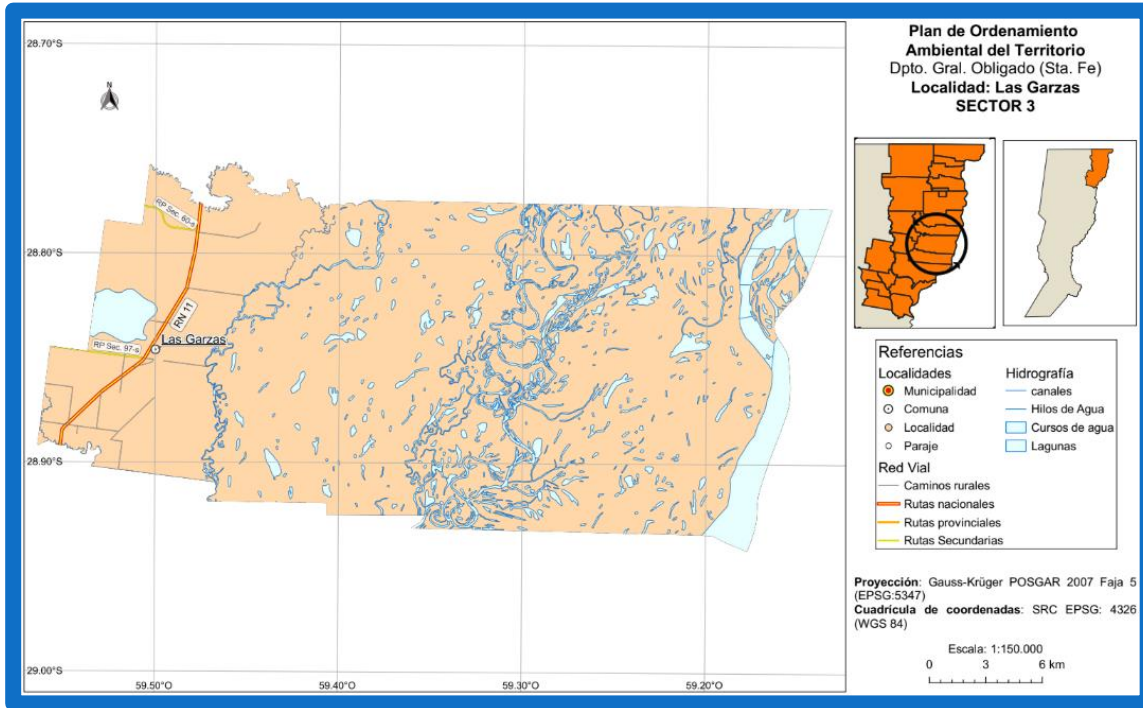 Plan de Ordenamiento
Ambiental del Territorio
Dpto. Gral. Obligado (Sta. Fe)
Localidad: Las Garzas
SECTOR 3
28.70°S
28.80°S
28.90°S
29.00°S
59.50°O
59.40°O
59.30°O
59.20°O
N
RP Sec. 60-s
RN 11
Las Garzas
RP Sec. 97-s
Referencias
Localidades
Municipalidad
Comuna
Localidad
Paraje
Red Vial
Caminos rurales
Rutas nacionales
Rutas provinciales
Rutas Secundarias
Hidrografía
canales
Hilos de Agua
Cursos de agua
Lagunas
Proyección: Gauss-Krüger POSGAR 2007 Faja 5
(EPSG:5347)
Cuadrícula de coordenadas: SRC EPSG: 4326
(WGS 84)
Escala: 1:150.000
0 3 6 km